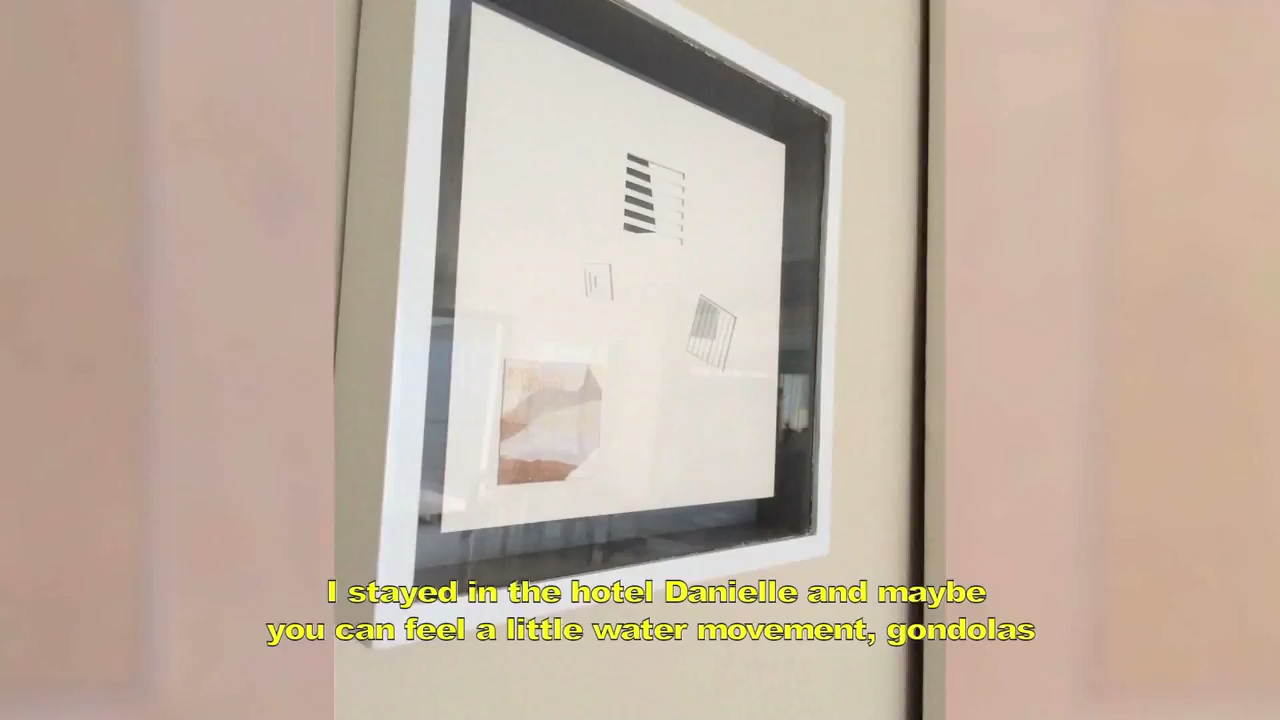 I stayed in the hotel Danielle and maybe
you can feel a little water movement, gondolas